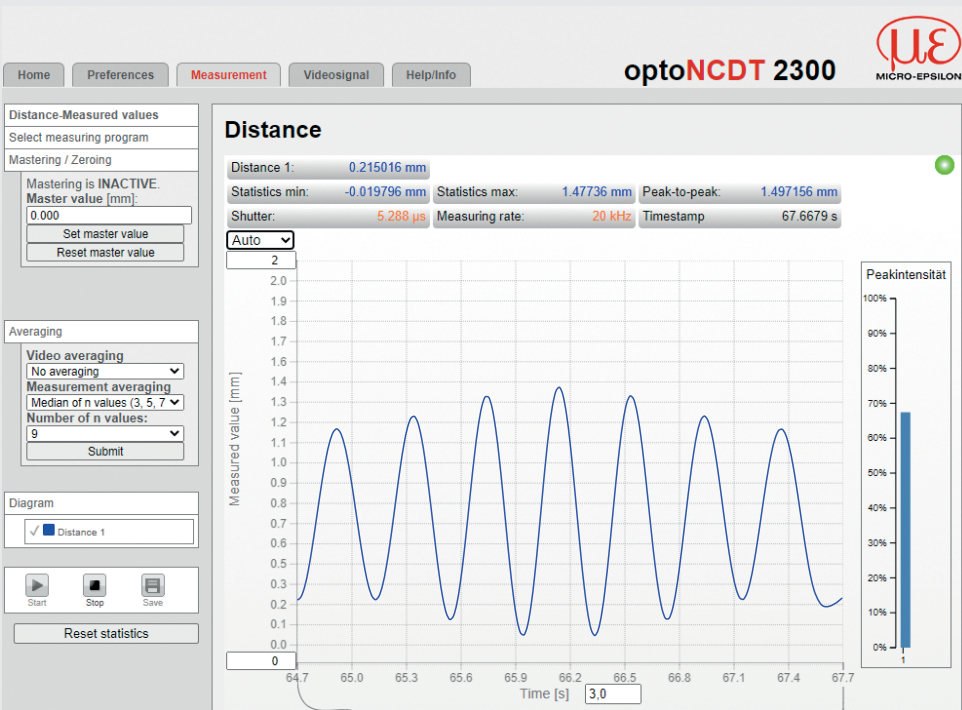 Home Preferences Measurement Videosignal Help/Info
optoNCDT 2300
με
MICRO-EPSILON
Distance-Measured values
Select measuring program
Mastering / Zeroing
Mastering is INACTIVE.
Master value [mm]:
0.000
Set master value
Reset master value
Averaging
Video averaging
No averaging
Measurement averaging
Median of n values (3, 5, 7
Number of n values:
9
Submit
Diagram
Distance 1
Start Stop Save
Reset statistics
Distance
Distance 1: 0.215016 mm
Statistics min: -0.019796 mm Statistics max: 1.47736 mm Peak-to-peak: 1.497156 mm
Shutter: 5.288 µs Measuring rate: 20 kHz Timestamp 67.6679 s
Auto
2
2.0
1.9
1.8
1.7
1.6
1.4
1.3
1.2
1.1
1.0
0.9
0.8
0.7
0.6
0.5
0.3
0.2
0.1
0.0
0
Measured value [mm]
64.7 65.0 65.3 65.6 65.9 66.2 66.5 66.8 67.1 67.4 67.7
Time [s] 3,0
Peakintensität
100%
90%
80%
70%
60%
50%
40%
30%
20%
10%
0%
1